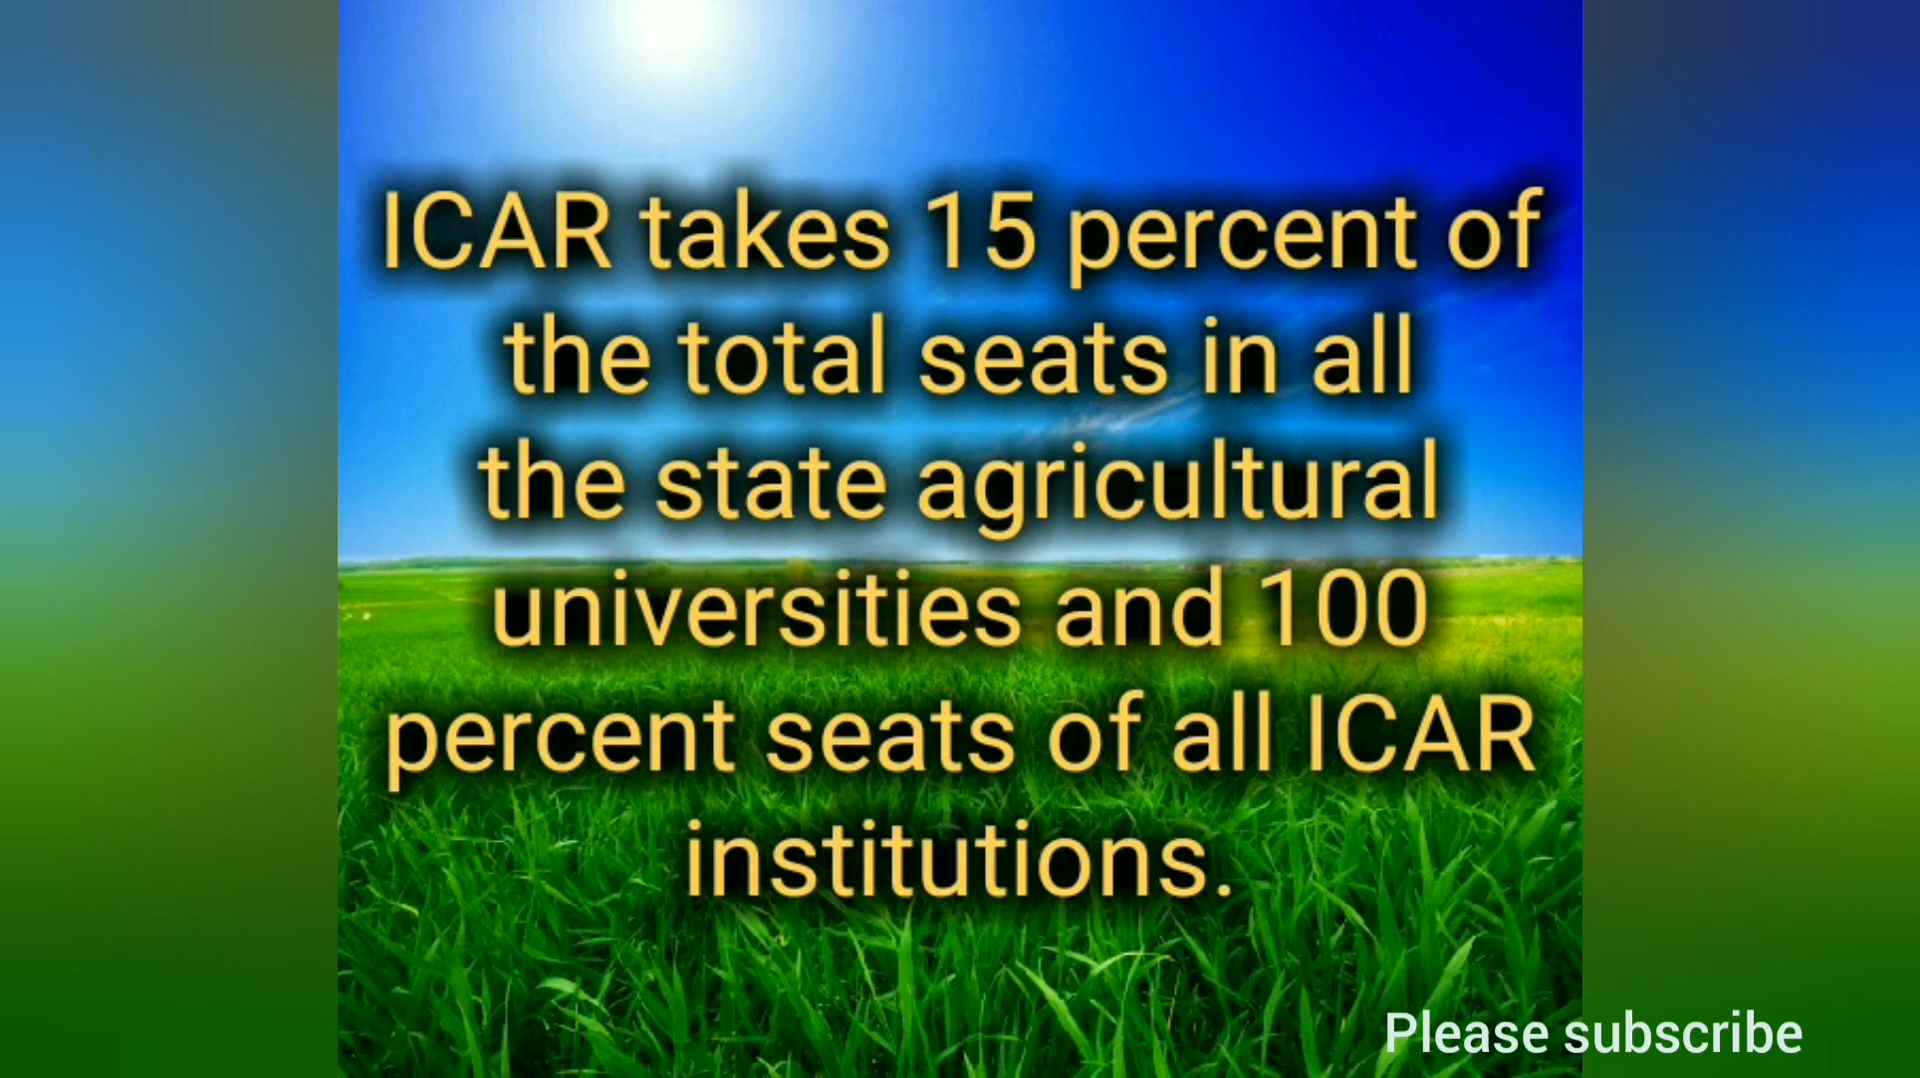 ICAR takes 15 percent of
the total seats in all
the state agricultural
universities and 100
percent seats of all ICAR
institutions.
Please subscribe